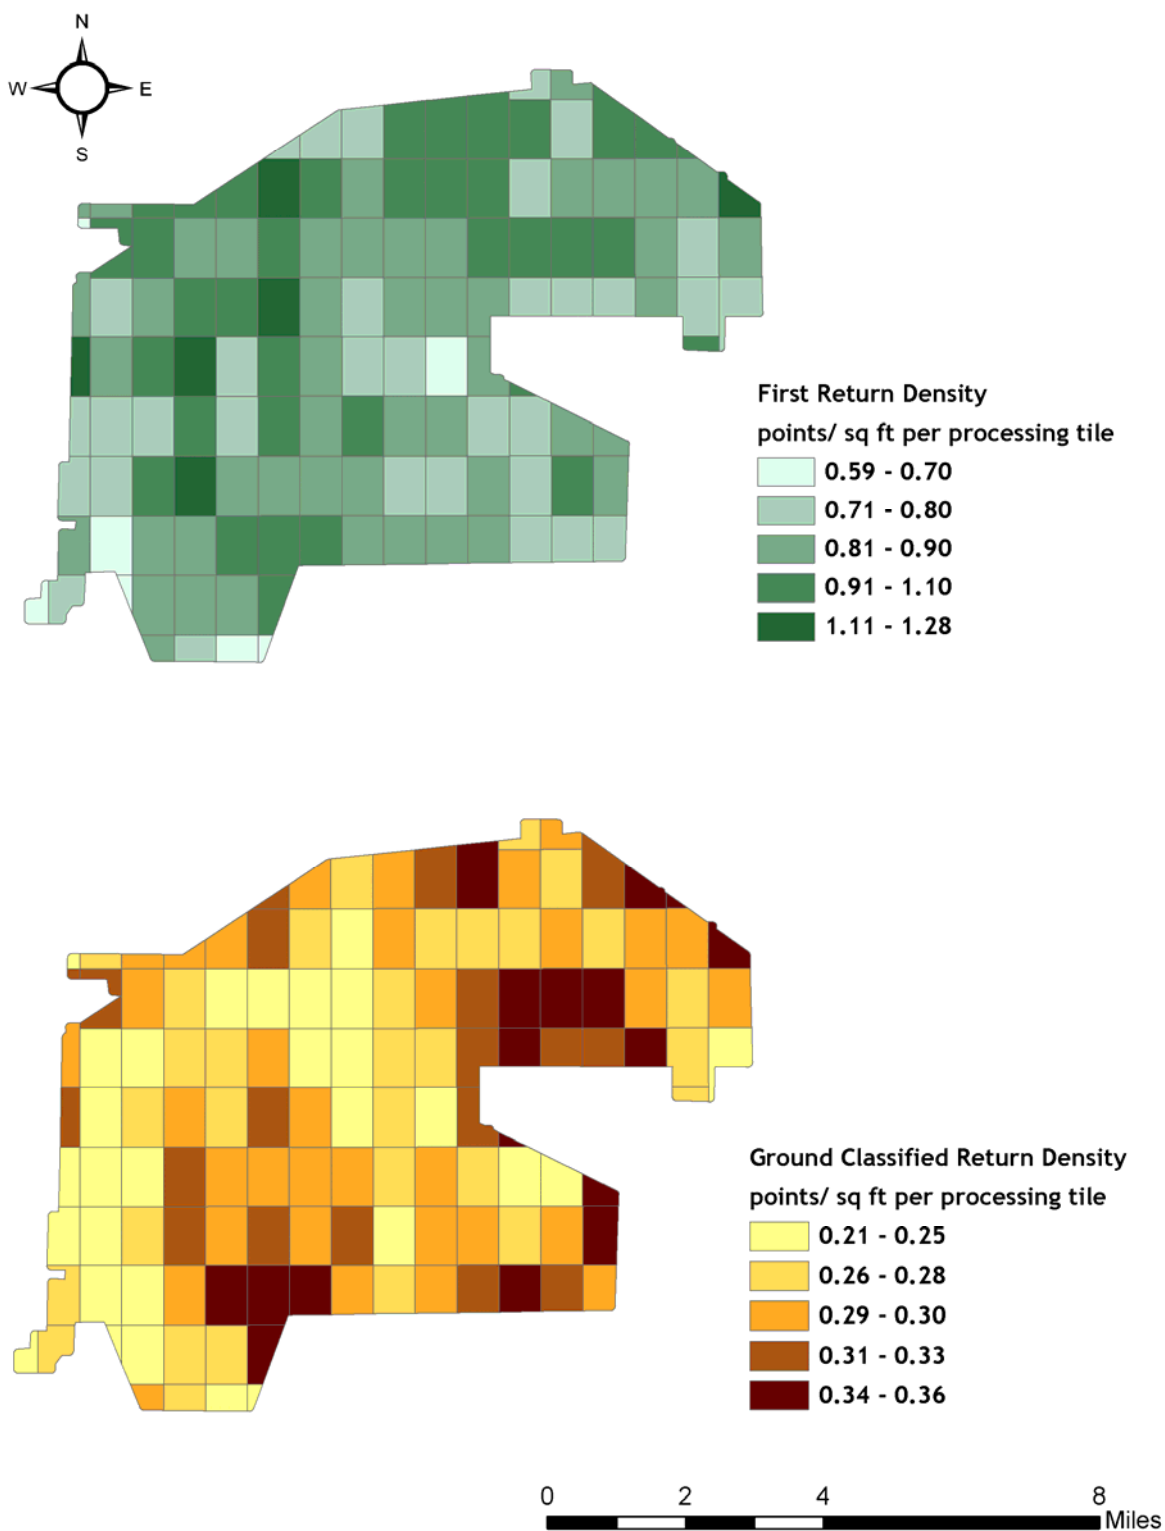 N
W E
S
First Return Density
points/ sq ft per processing tile
0.59 - 0.70
0.71 - 0.80
0.81 - 0.90
0.91 - 1.10
1.11 - 1.28
Ground Classified Return Density
points/ sq ft per processing tile
0.21 - 0.25
0.26 - 0.28
0.29 - 0.30
0.31 - 0.33
0.34 - 0.36
0 2 4 8
Miles